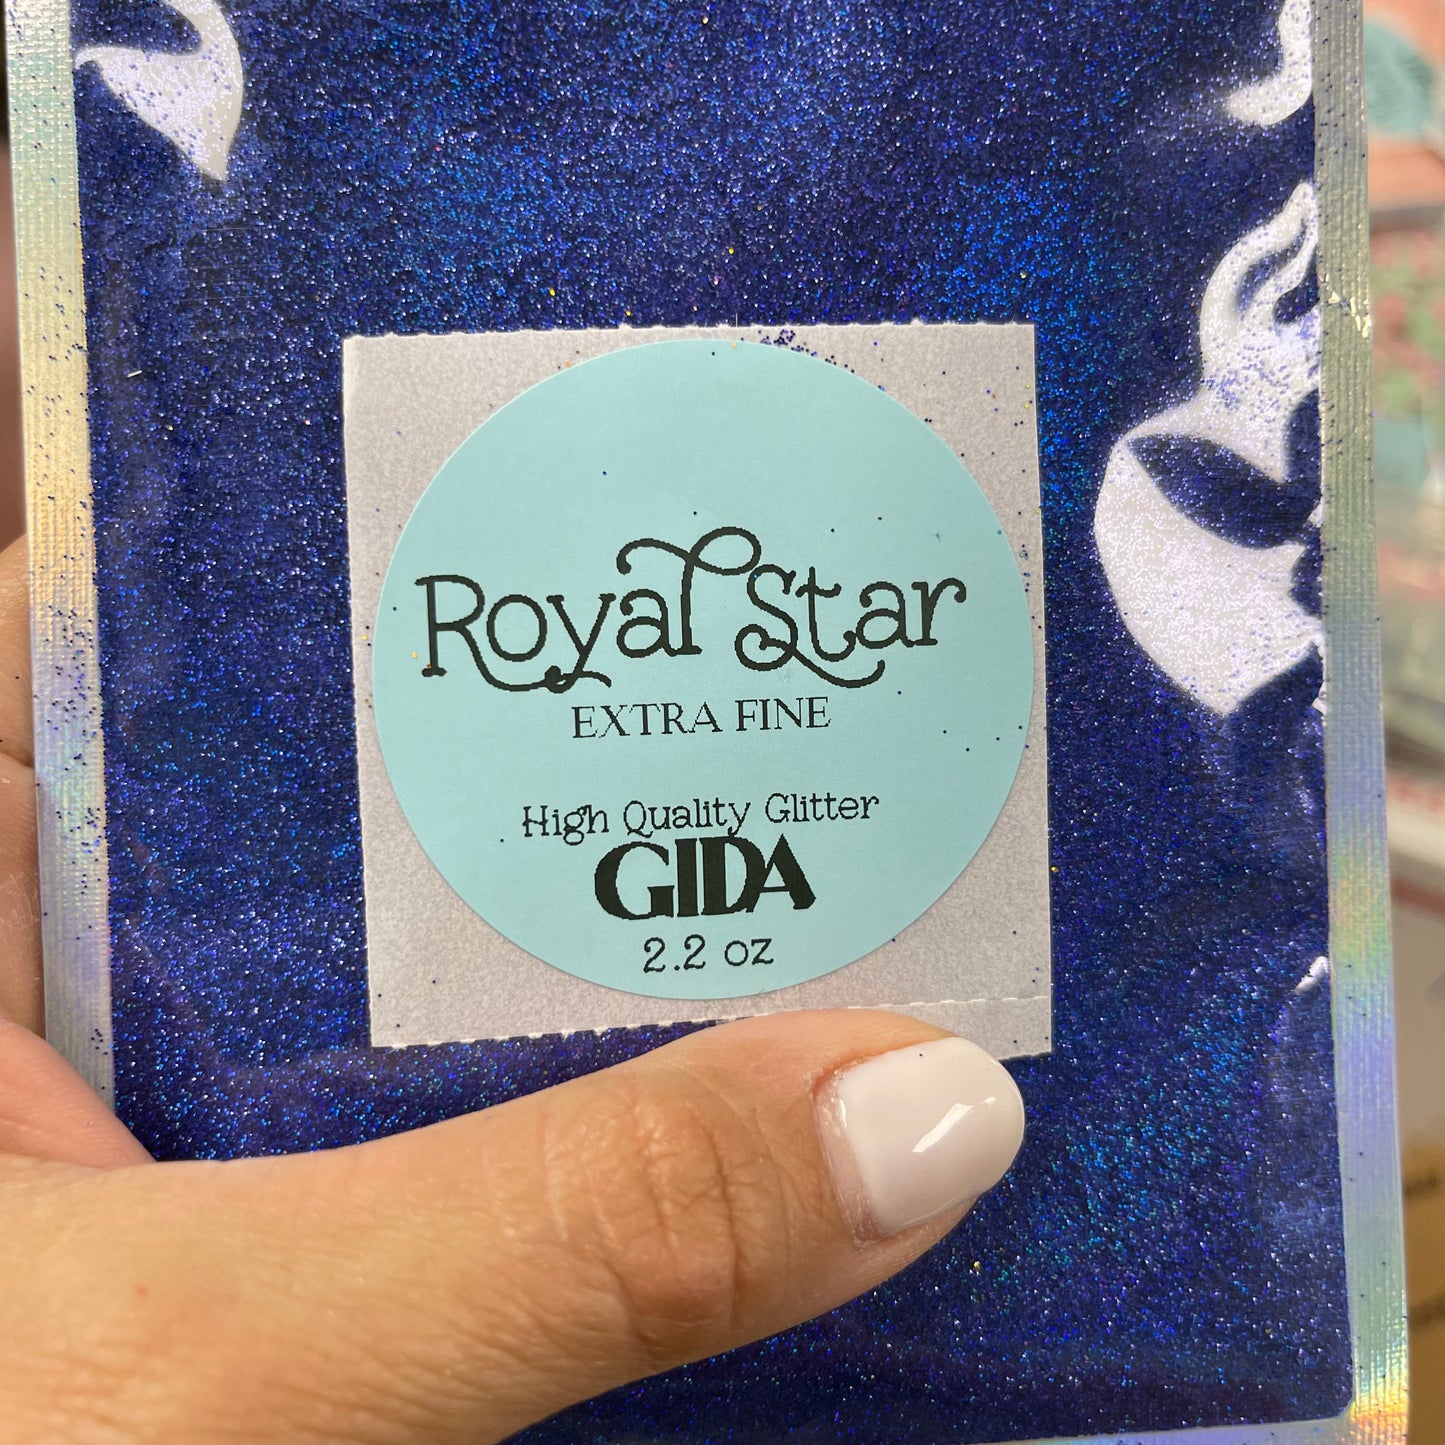 Royal Star
EXTRA FINE
High Quality Glitter
GIDA
2.2 oz